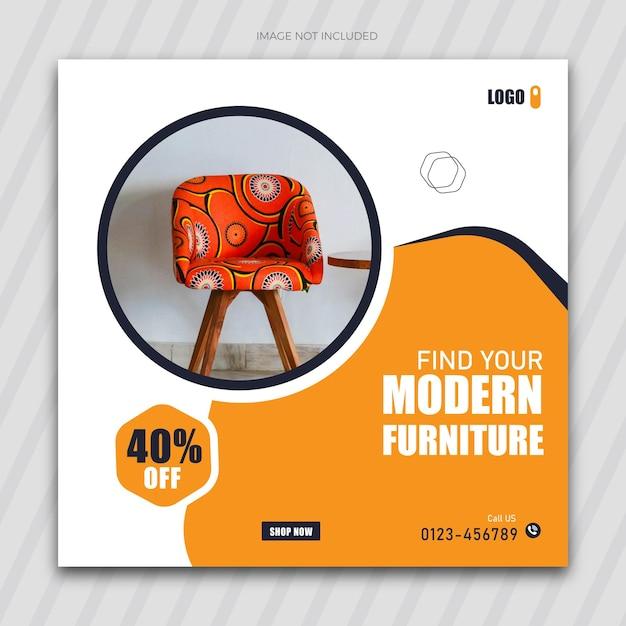 IMAGE NOT INCLUDED
LOGO
FIND YOUR
MODERN
FURNITURE
40%
OFF
SHOP NOW
Call US
0123-456789